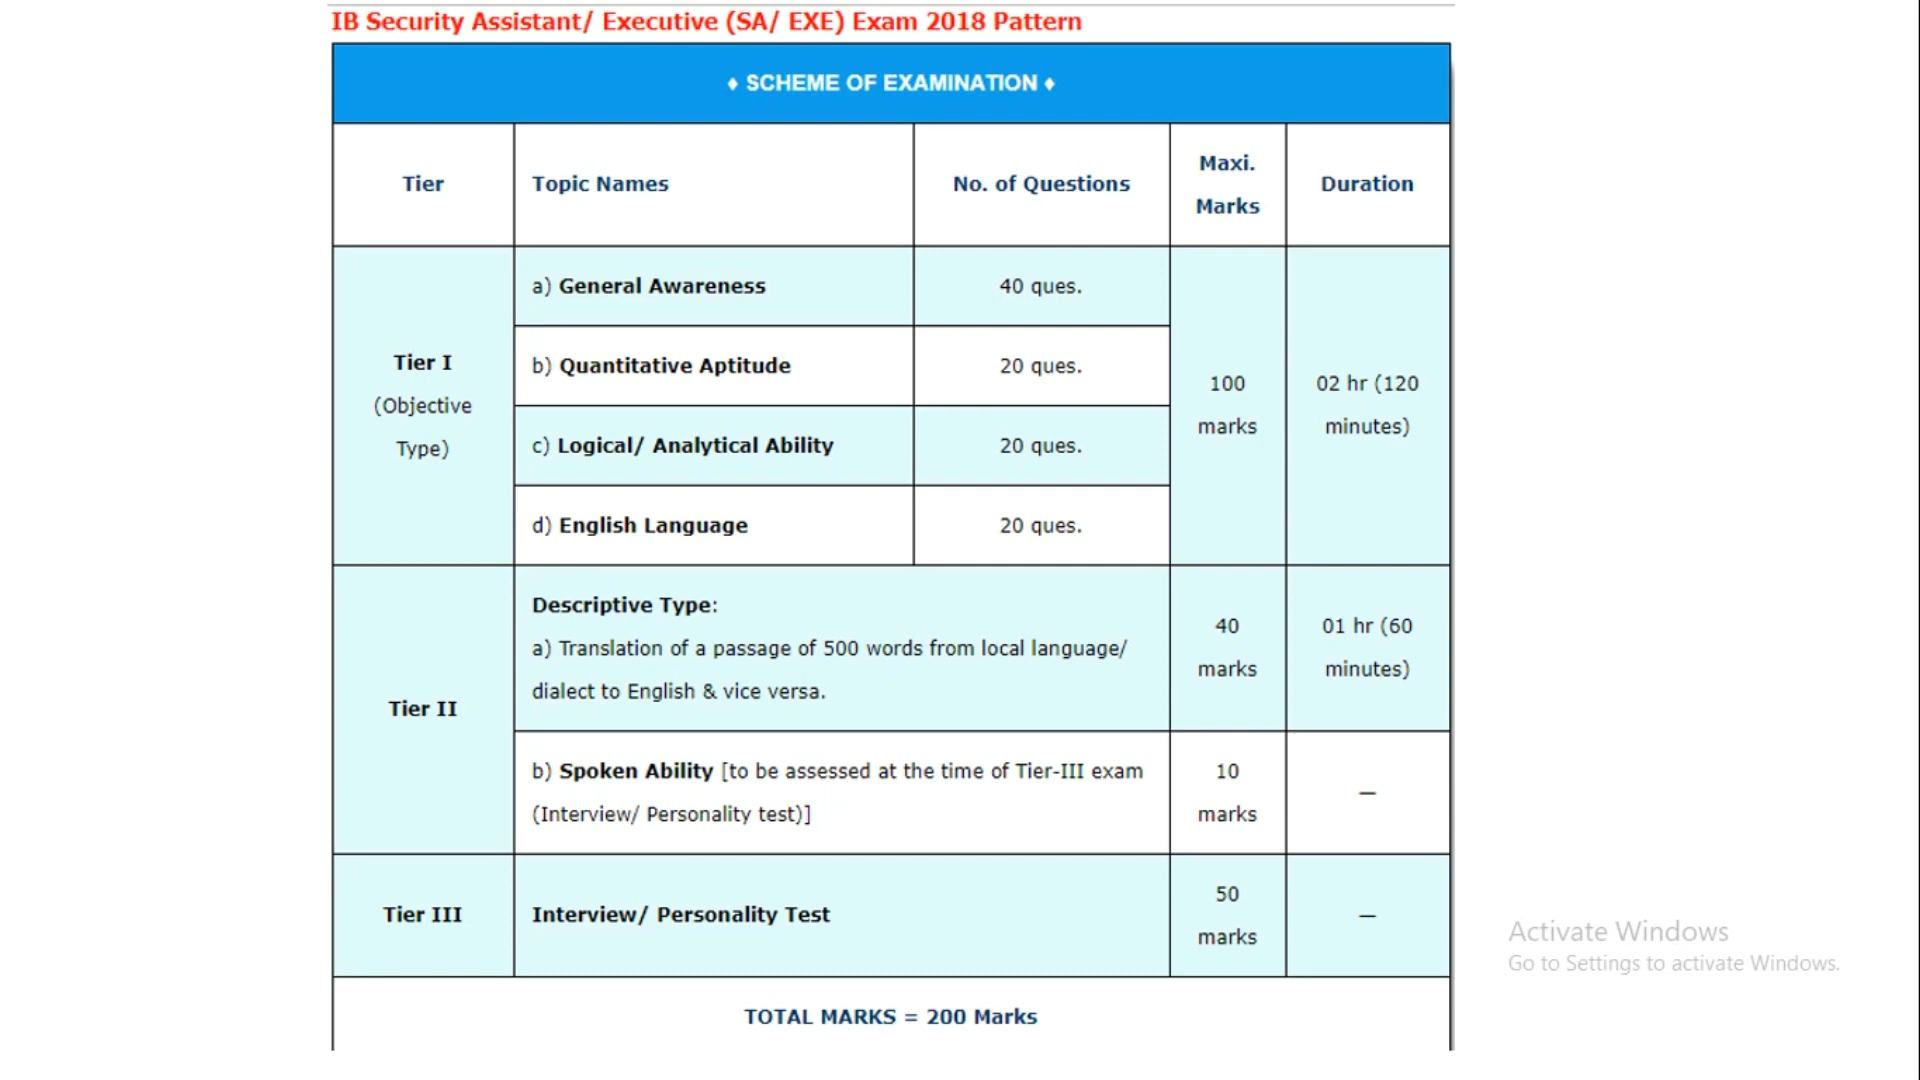 IB Security Assistant/ Executive (SA/ EXE) Exam 2018 Pattern
♦ SCHEME OF EXAMINATION ♦
Tier
Topic Names
No. of Questions
Maxi.
Marks
Duration
Tier I
(Objective
Type)
a) General Awareness
40 ques.
b) Quantitative Aptitude
20 ques.
c) Logical/ Analytical Ability
20 ques.
d) English Language
20 ques.
100
marks
02 hr (120
minutes)
Tier II
Descriptive Type:
a) Translation of a passage of 500 words from local language/
dialect to English & vice versa.
40
marks
01 hr (60
minutes)
b) Spoken Ability [to be assessed at the time of Tier-III exam
(Interview/ Personality test)]
10
marks
—
Tier III
Interview/ Personality Test
50
marks
—
TOTAL MARKS = 200 Marks
Activate Windows
Go to Settings to activate Windows.